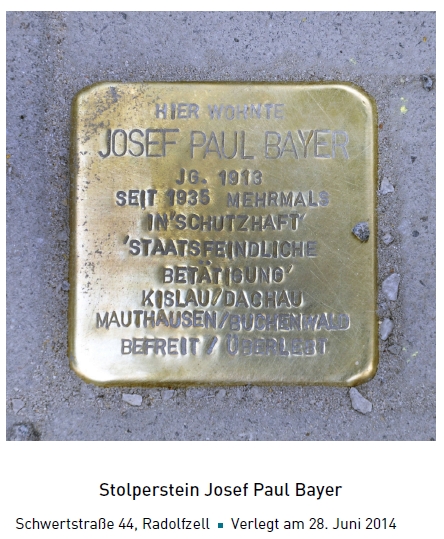 HIER WOHNTE
JOSEF PAUL BAYER
JG. 1913
SEIT 1935 MEHRMALS
IN 'SCHUTZHAFT'
'STAATSFEINDLICHE
BETÄTIGUNG'
KISLAU/DACHAU
MAUTHAUSEN/BUCHENWALD
BEFREIT / ÜBERLEBT
Stolperstein Josef Paul Bayer
Schwertstraße 44, Radolfzell ▪ Verlegt am 28. Juni 2014